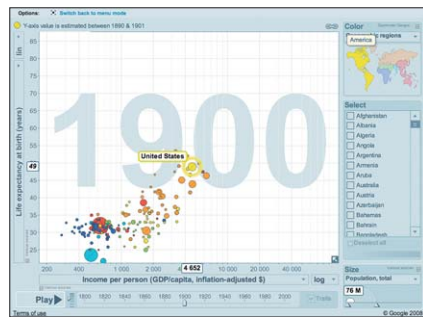 Options: Switch back to menu mode
Y-axis value is estimated between 1890 & 1901
1900
lin
Life expectancy at birth (years)
85
80
75
70
65
60
55
50
49
45
40
35
30
25
United States
200 400 1 000 2 000 4 652 10 000 20 000 40 000
Income per person (GDP/capita, inflation-adjusted $)
log
Play
1800 1820 1840 1860 1880 1900 1920 1940 1960 1980 2000
Trails
Terms of use
Color
Geographic regions
America
Select
Afghanistan
Albania
Algeria
Angola
Argentina
Armenia
Aruba
Australia
Austria
Azerbaijan
Bahamas
Bahrain
Bangladesh
Deselect all
Size
Population, total
76 M
© Google 2008